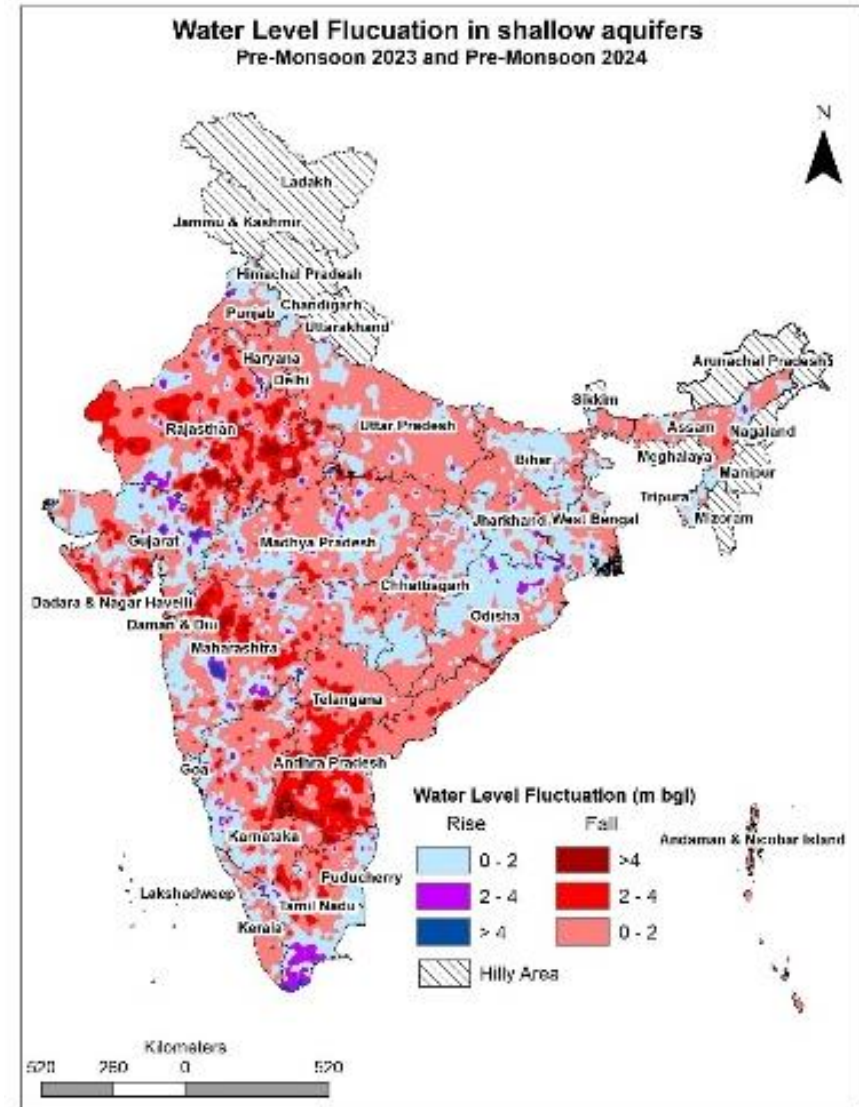 Water Level Flucuation in shallow aquifers
Pre-Monsoon 2023 and Pre-Monsoon 2024
N
Ladakh
Jammu & Kashmir
Himachal Pradesh
Chandigarh
Punjab
Uttarakhand
Haryana
Delhi
Arunachal Pradesh
Sikkim
Rajasthan
Uttar Predesh
Assam
Nagaland
Bihar
Meghalaya
Manipur
Tripura
Mizoram
Jharkhand
West Bengal
Gujarat
Madhya Pradesh
Chhattisgarh
Dadara & Nagar Havelli
Odisha
Daman & Diu
Maharashtra
Telangana
Goa
Andhra Pradesh
Karnataka
Puducherry
Lakshadweep
Tamil Nadu
Kerala
Andaman & Nicobar Island
Water Level Fluctuation (m bgl)
Rise Fall
0 - 2 >4
2 - 4 2 - 4
> 4 0 - 2
Hilly Area
Kilometers
520 260 0 520